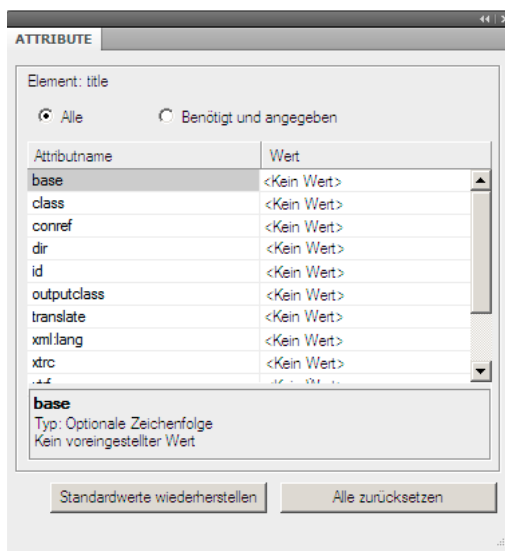 ATTRIBUTE
Element: title
Alle Benötigt und angegeben
Attributname Wert
base <Kein Wert>
class <Kein Wert>
conref <Kein Wert>
dir <Kein Wert>
id <Kein Wert>
outputclass <Kein Wert>
translate <Kein Wert>
xml:lang <Kein Wert>
xtrc <Kein Wert>
base
Typ: Optionale Zeichenfolge
Kein voreingestellter Wert
Standardwerte wiederherstellen Alle zurücksetzen